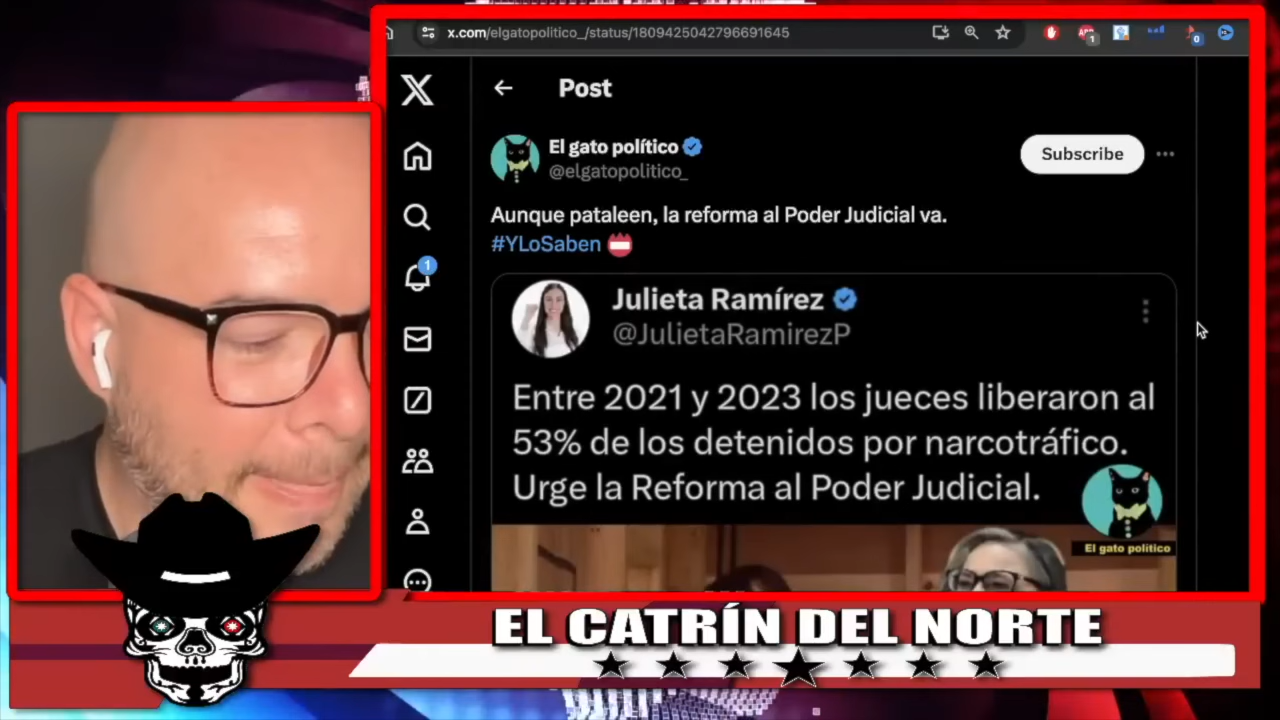 x.com/elgatopolitico_/status/1809425042796691645
Post
El gato político
@elgatopolitico_
Subscribe
Aunque pataleen, la reforma al Poder Judicial va.
#YLoSaben
1
Julieta Ramírez
@JulietaRamirezP
Entre 2021 y 2023 los jueces liberaron al
53% de los detenidos por narcotráfico.
Urge la Reforma al Poder Judicial.
El gato político
EL CATRÍN DEL NORTE